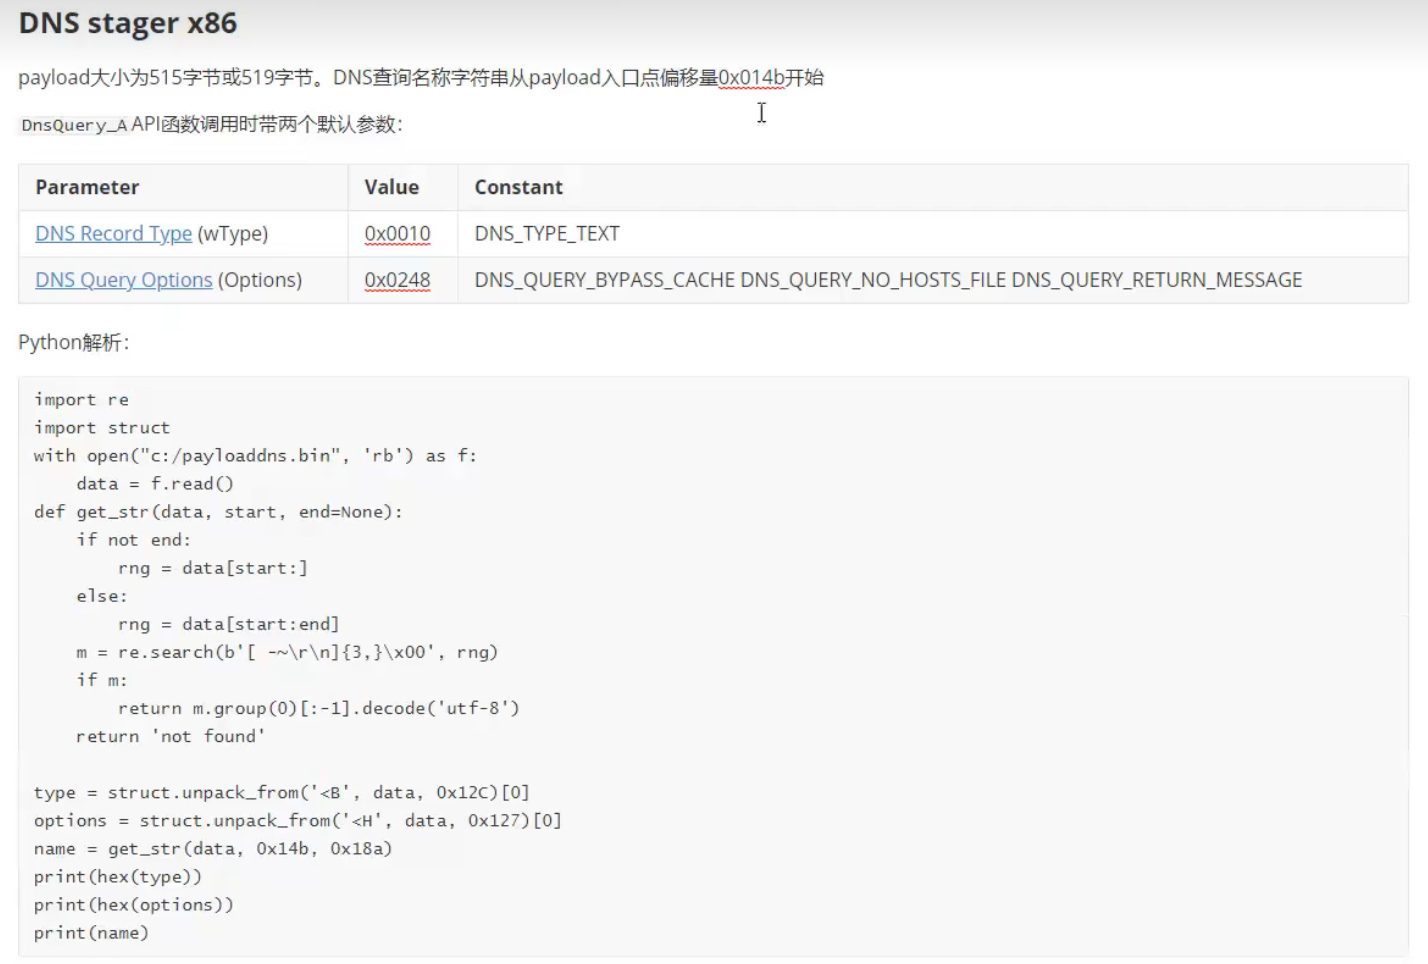 DNS stager x86
payload大小为515字节或519字节。DNS查询名称字符串从payload入口点偏移量0x014b开始
DnsQuery_A API函数调用时带两个默认参数：
Parameter Value Constant
DNS Record Type (wType) 0x0010 DNS_TYPE_TEXT
DNS Query Options (Options) 0x0248 DNS_QUERY_BYPASS_CACHE DNS_QUERY_NO_HOSTS_FILE DNS_QUERY_RETURN_MESSAGE
Python解析：
import re
import struct
with open("c:/payloaddns.bin", 'rb') as f:
    data = f.read()
def get_str(data, start, end=None):
    if not end:
        rng = data[start:]
    else:
        rng = data[start:end]
    m = re.search(b'[ -~\r\n]{3,}\x00', rng)
    if m:
        return m.group(0)[:-1].decode('utf-8')
    return 'not found'
type = struct.unpack_from('<B', data, 0x12C)[0]
options = struct.unpack_from('<H', data, 0x127)[0]
name = get_str(data, 0x14b, 0x18a)
print(hex(type))
print(hex(options))
print(name)